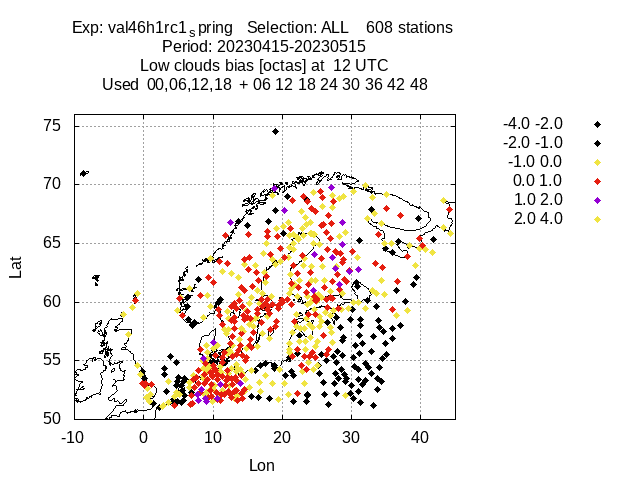 Exp: val46h1rc1spring Selection: ALL 608 stations
Period: 20230415-20230515
Low clouds bias [octas] at 12 UTC
Used 00,06,12,18 + 06 12 18 24 30 36 42 48
75
70
65
60
55
50
Lat
-10 0 10 20 30 40
Lon
-4.0 -2.0
-2.0 -1.0
-1.0 0.0
0.0 1.0
1.0 2.0
2.0 4.0